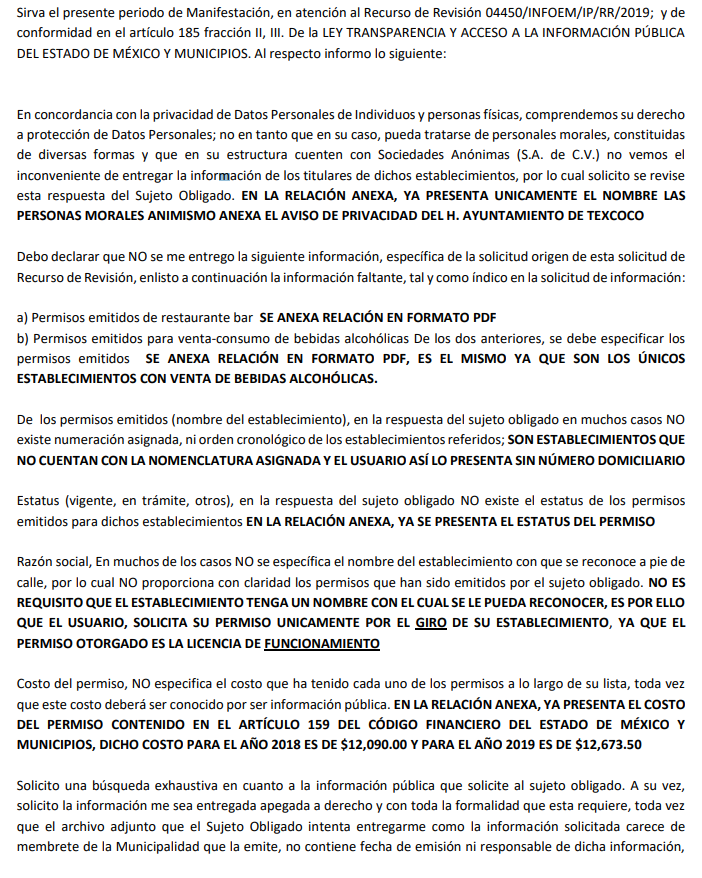 Sirva el presente periodo de Manifestación, en atención al Recurso de Revisión 04450/INFOEM/IP/RR/2019; y de
conformidad en el artículo 185 fracción II, III. De la LEY TRANSPARENCIA Y ACCESO A LA INFORMACIÓN PÚBLICA
DEL ESTADO DE MÉXICO Y MUNICIPIOS. Al respecto informo lo siguiente:
En concordancia con la privacidad de Datos Personales de Individuos y personas físicas, comprendemos su derecho
a protección de Datos Personales; no en tanto que en su caso, pueda tratarse de personales morales, constituidas
de diversas formas y que en su estructura cuenten con Sociedades Anónimas (S.A. de C.V.) no vemos el
inconveniente de entregar la información de los titulares de dichos establecimientos, por lo cual solicito se revise
esta respuesta del Sujeto Obligado. EN LA RELACIÓN ANEXA, YA PRESENTA UNICAMENTE EL NOMBRE LAS
PERSONAS MORALES ANIMISMO ANEXA EL AVISO DE PRIVACIDAD DEL H. AYUNTAMIENTO DE TEXCOCO
Debo declarar que NO se me entrego la siguiente información, específica de la solicitud origen de esta solicitud de
Recurso de Revisión, enlisto a continuación la información faltante, tal y como índico en la solicitud de información:
a) Permisos emitidos de restaurante bar SE ANEXA RELACIÓN EN FORMATO PDF
b) Permisos emitidos para venta-consumo de bebidas alcohólicas De los dos anteriores, se debe especificar los
permisos emitidos SE ANEXA RELACIÓN EN FORMATO PDF, ES EL MISMO YA QUE SON LOS ÚNICOS
ESTABLECIMIENTOS CON VENTA DE BEBIDAS ALCOHÓLICAS.
De los permisos emitidos (nombre del establecimiento), en la respuesta del sujeto obligado en muchos casos NO
existe numeración asignada, ni orden cronológico de los establecimientos referidos; SON ESTABLECIMIENTOS QUE
NO CUENTAN CON LA NOMENCLATURA ASIGNADA Y EL USUARIO ASÍ LO PRESENTA SIN NÚMERO DOMICILIARIO
Estatus (vigente, en trámite, otros), en la respuesta del sujeto obligado NO existe el estatus de los permisos
emitidos para dichos establecimientos EN LA RELACIÓN ANEXA, YA SE PRESENTA EL ESTATUS DEL PERMISO
Razón social, En muchos de los casos NO se específica el nombre del establecimiento con que se reconoce a pie de
calle, por lo cual NO proporciona con claridad los permisos que han sido emitidos por el sujeto obligado. NO ES
REQUISITO QUE EL ESTABLECIMIENTO TENGA UN NOMBRE CON EL CUAL SE LE PUEDA RECONOCER, ES POR ELLO
QUE EL USUARIO, SOLICITA SU PERMISO UNICAMENTE POR EL GIRO DE SU ESTABLECIMIENTO, YA QUE EL
PERMISO OTORGADO ES LA LICENCIA DE FUNCIONAMIENTO
Costo del permiso, NO especifica el costo que ha tenido cada uno de los permisos a lo largo de su lista, toda vez
que este costo deberá ser conocido por ser información pública. EN LA RELACIÓN ANEXA, YA PRESENTA EL COSTO
DEL PERMISO CONTENIDO EN EL ARTÍCULO 159 DEL CÓDIGO FINANCIERO DEL ESTADO DE MÉXICO Y
MUNICIPIOS, DICHO COSTO PARA EL AÑO 2018 ES DE $12,090.00 Y PARA EL AÑO 2019 ES DE $12,673.50
Solicito una búsqueda exhaustiva en cuanto a la información pública que solicite al sujeto obligado. A su vez,
solicito la información me sea entregada apegada a derecho y con toda la formalidad que esta requiere, toda vez
que el archivo adjunto que el Sujeto Obligado intenta entregarme como la información solicitada carece de
membrete de la Municipalidad que la emite, no contiene fecha de emisión ni responsable de dicha información,